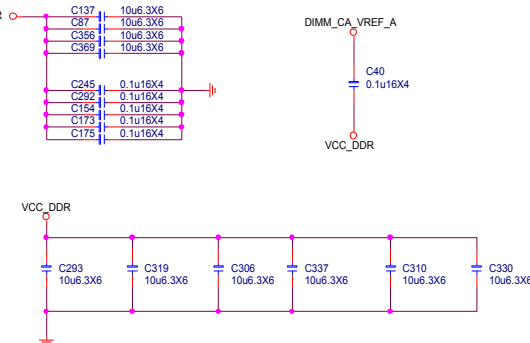 R
C137 10u6.3X6
C87 10u6.3X6
C356 10u6.3X6
C369 10u6.3X6
C245 0.1u16X4
C292 0.1u16X4
C154 0.1u16X4
C173 0.1u16X4
C175 0.1u16X4
DIMM_CA_VREF_A
C40
0.1u16X4
VCC_DDR
VCC_DDR
C293 C319 C306 C337 C310 C330
10u6.3X6 10u6.3X6 10u6.3X6 10u6.3X6 10u6.3X6 10u6.3X6